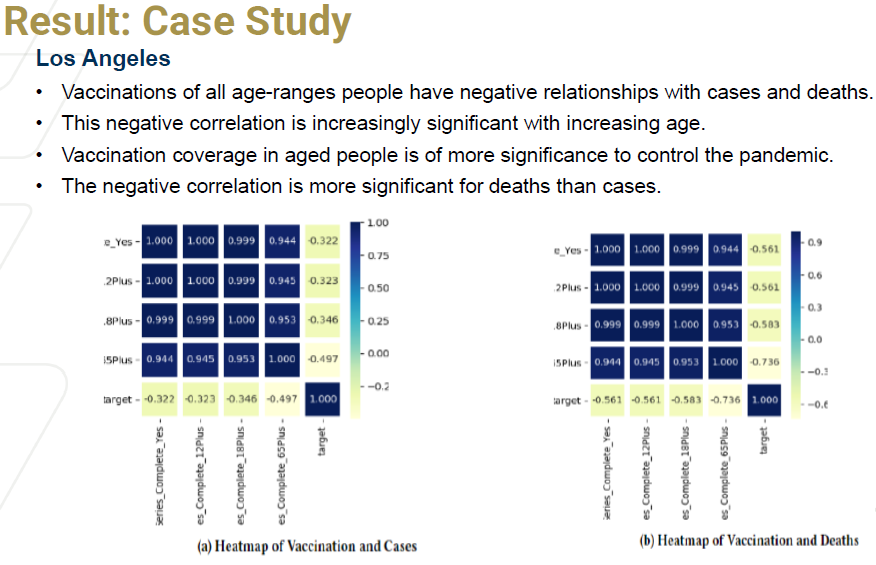 Result: Case Study
Los Angeles
• Vaccinations of all age-ranges people have negative relationships with cases and deaths.
• This negative correlation is increasingly significant with increasing age.
• Vaccination coverage in aged people is of more significance to control the pandemic.
• The negative correlation is more significant for deaths than cases.
e_Yes - 1.000 1.000 0.999 0.944 -0.322
.2Plus - 1.000 1.000 0.999 0.945 -0.323
.8Plus - 0.999 0.999 1.000 0.953 -0.346
i5Plus - 0.944 0.945 0.953 1.000 -0.497
target - -0.322 -0.323 -0.346 -0.497 1.000
Series_Complete_Yes -
es_Complete_12Plus -
es_Complete_18Plus -
es_Complete_65Plus -
target -
1.00
0.75
0.50
0.25
0.00
-0.2
(a) Heatmap of Vaccination and Cases
e_Yes - 1.000 1.000 0.999 0.944 -0.561
.2Plus - 1.000 1.000 0.999 0.945 -0.561
.8Plus - 0.999 0.999 1.000 0.953 -0.583
i5Plus - 0.944 0.945 0.953 1.000 -0.736
arget - -0.561 -0.561 -0.583 -0.736 1.000
Series_Complete_Yes -
es_Complete_12Plus -
es_Complete_18Plus -
es_Complete_65Plus -
target -
0.9
0.6
0.3
0.0
-0.3
-0.6
(b) Heatmap of Vaccination and Deaths